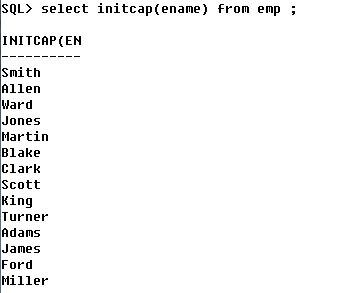 SQL> select initcap(ename) from emp ;
INITCAP(EN
----------
Smith
Allen
Ward
Jones
Martin
Blake
Clark
Scott
King
Turner
Adams
James
Ford
Miller